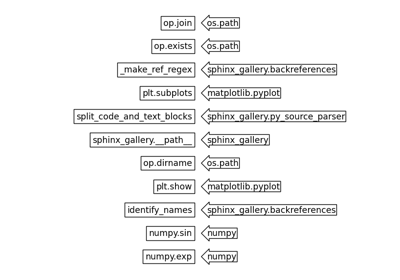 op.join os.path
op.exists os.path
_make_ref_regex sphinx_gallery.backreferences
plt.subplots matplotlib.pyplot
split_code_and_text_blocks sphinx_gallery.py_source_parser
sphinx_gallery.__path__ sphinx_gallery
op.dirname os.path
plt.show matplotlib.pyplot
identify_names sphinx_gallery.backreferences
numpy.sin numpy
numpy.exp numpy